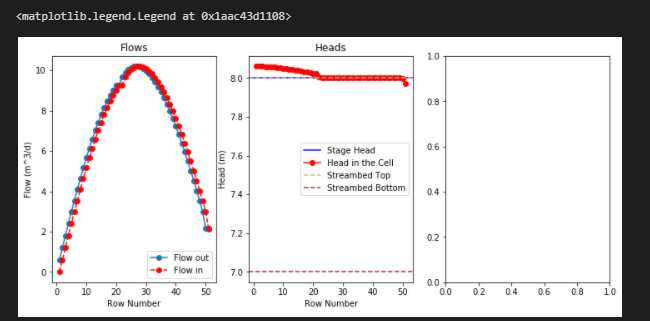 <matplotlib.legend.Legend at 0x1aac43d1108>
Flows
Flow (m^3/d)
10
8
6
4
2
0
0
10
20
30
40
50
Row Number
Flow out
Flow in
Heads
Head (m)
8.0
7.8
7.6
7.4
7.2
7.0
0
10
20
30
40
50
Row Number
Stage Head
Head in the Cell
Streambed Top
Streambed Bottom
1.0
0.8
0.6
0.4
0.2
0.0
0.0
0.2
0.4
0.6
0.8
1.0